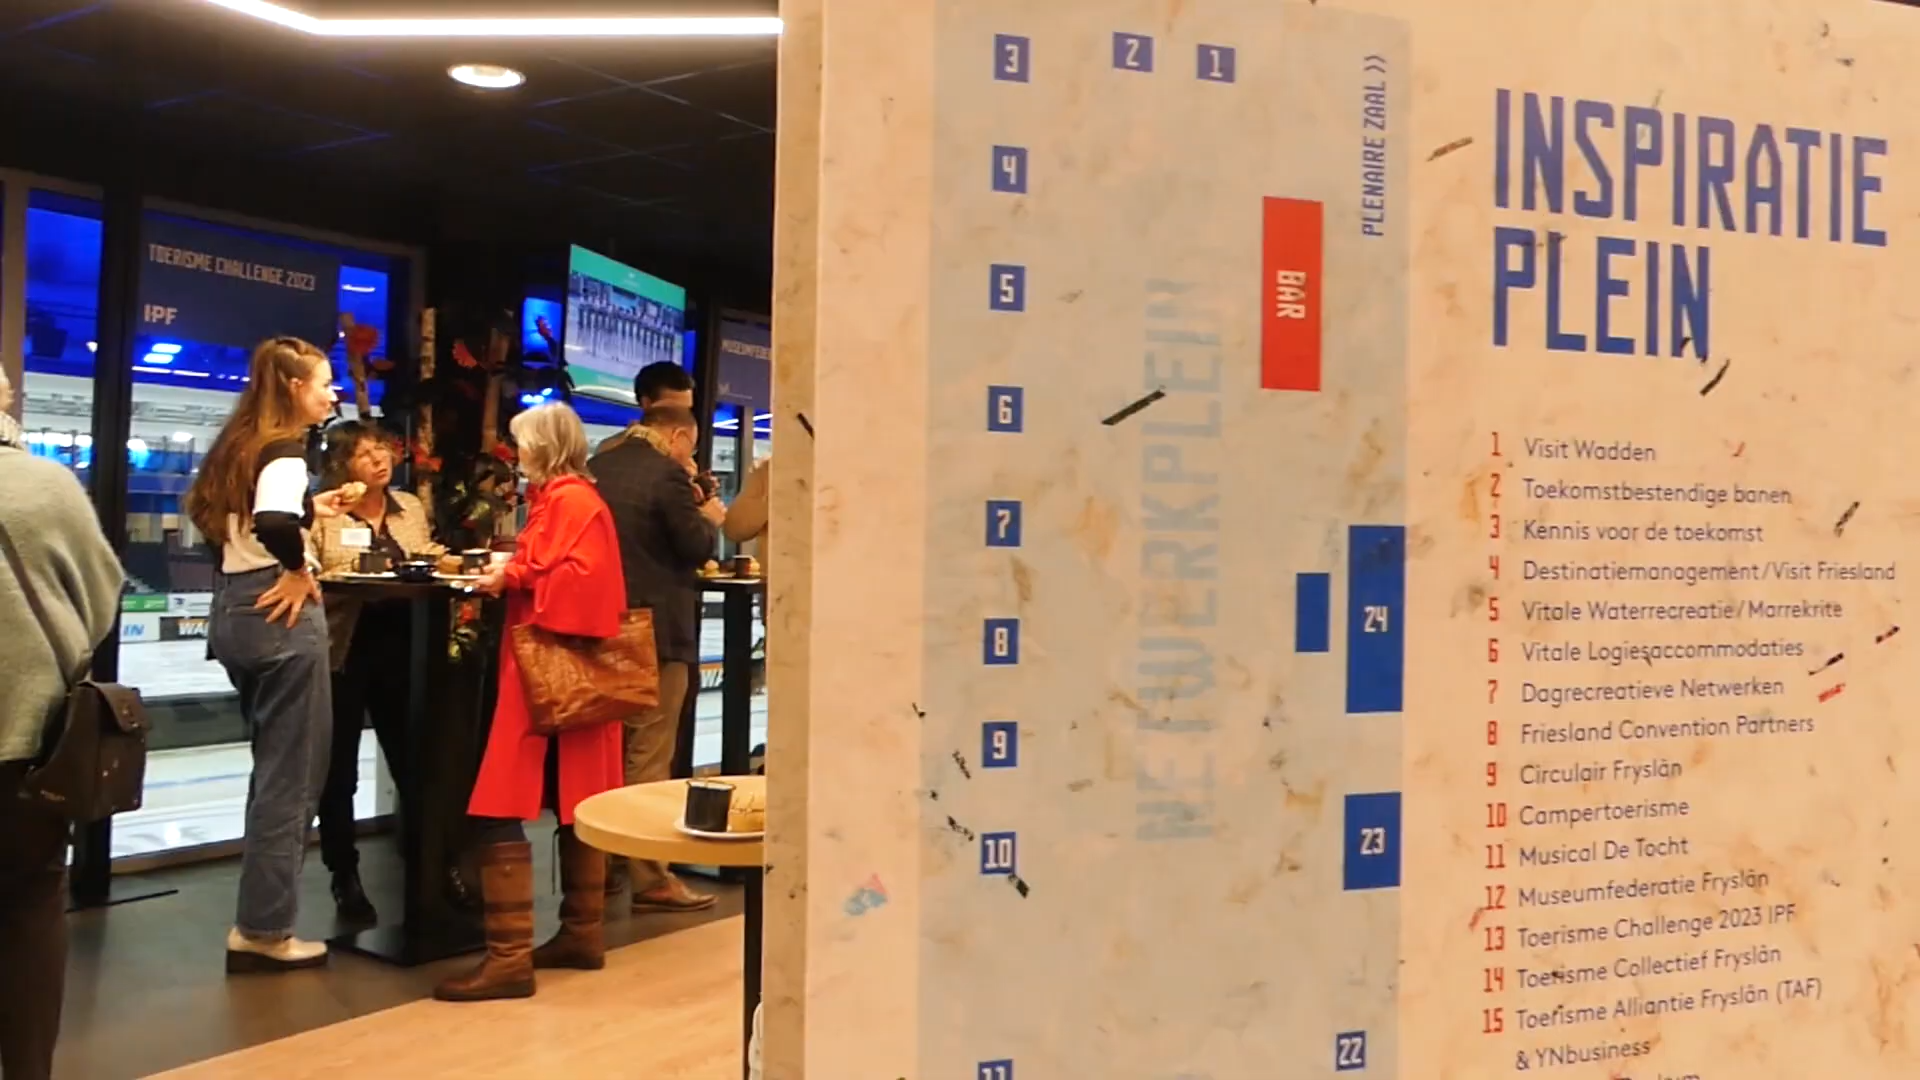 TOERISME CHALLENGE 2023
IPF
3
2
1
4
5
6
7
8
9
10
11
PLENAIRE ZAAL >>
BAR
NETWERKPLEIN
24
23
22
INSPIRATIE
PLEIN
1 Visit Wadden
2 Toekomstbestendige banen
3 Kennis voor de toekomst
4 Destinatiemanagement/Visit Friesland
5 Vitale Waterrecreatie/Marrekrite
6 Vitale Logiesaccommodaties
7 Dagrecreatieve Netwerken
8 Friesland Convention Partners
9 Circulair Fryslân
10 Campertoerisme
11 Musical De Tocht
12 Museumfederatie Fryslân
13 Toerisme Challenge 2023 IPF
14 Toerisme Collectief Fryslân
15 Toerisme Alliantie Fryslân (TAF)
& YNbusiness